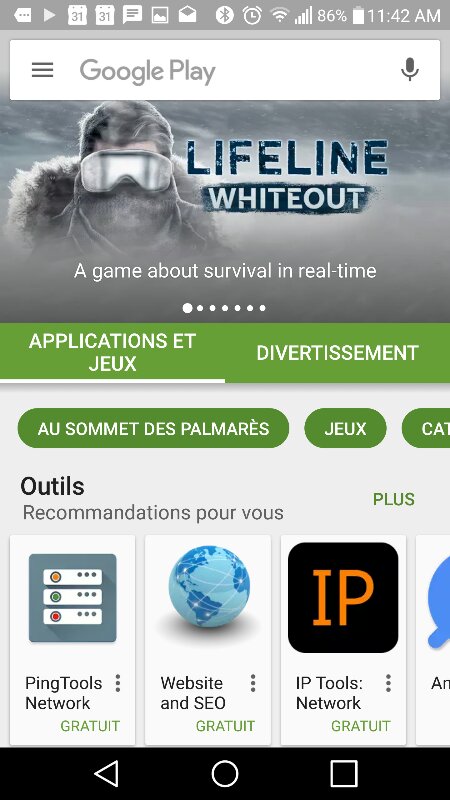 31 31 86% 11:42 AM
Google Play
LIFELINE
WHITEOUT
A game about survival in real-time
APPLICATIONS ET
JEUX
DIVERTISSEMENT
AU SOMMET DES PALMARÈS
JEUX
CAT
Outils
Recommandations pour vous
PLUS
IP
PingTools
Network
GRATUIT
Website
and SEO
GRATUIT
IP Tools:
Network
GRATUIT
An